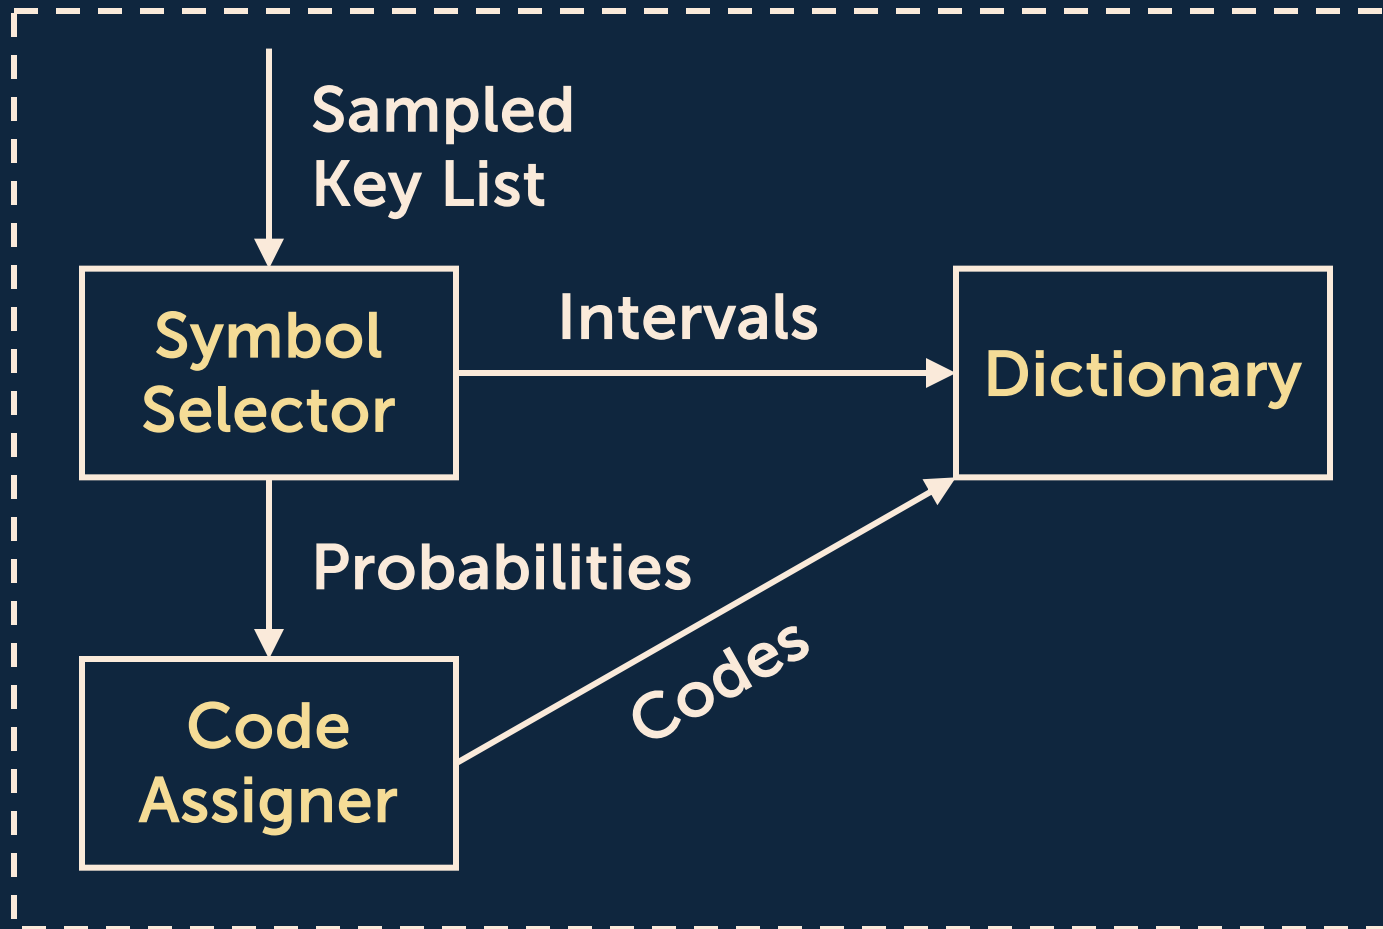 Sampled
Key List
Symbol
Selector
Intervals
Dictionary
Probabilities
Codes
Code
Assigner